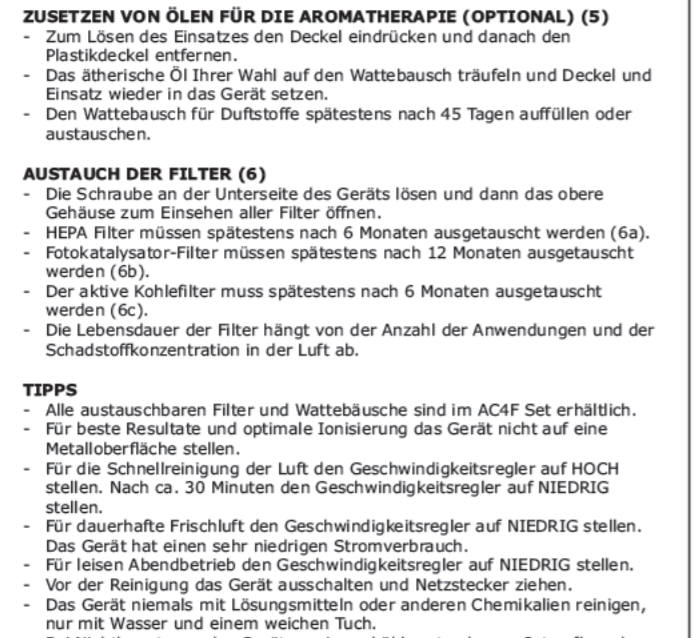 ZUSETZEN VON ÖLEN FÜR DIE AROMATHERAPIE (OPTIONAL) (5)
- Zum Lösen des Einsatzes den Deckel eindrücken und danach den
Plastikdeckel entfernen.
- Das ätherische Öl Ihrer Wahl auf den Wattebausch träufeln und Deckel und
Einsatz wieder in das Gerät setzen.
- Den Wattebausch für Duftstoffe spätestens nach 45 Tagen auffüllen oder
austauschen.
AUSTAUCH DER FILTER (6)
- Die Schraube an der Unterseite des Geräts lösen und dann das obere
Gehäuse zum Einsehen aller Filter öffnen.
- HEPA Filter müssen spätestens nach 6 Monaten ausgetauscht werden (6a).
- Fotokatalysator-Filter müssen spätestens nach 12 Monaten ausgetauscht
werden (6b).
- Der aktive Kohlefilter muss spätestens nach 6 Monaten ausgetauscht
werden (6c).
- Die Lebensdauer der Filter hängt von der Anzahl der Anwendungen und der
Schadstoffkonzentration in der Luft ab.
TIPPS
- Alle austauschbaren Filter und Wattebäusche sind im AC4F Set erhältlich.
- Für beste Resultate und optimale Ionisierung das Gerät nicht auf eine
Metalloberfläche stellen.
- Für die Schnellreinigung der Luft den Geschwindigkeitsregler auf HOCH
stellen. Nach ca. 30 Minuten den Geschwindigkeitsregler auf NIEDRIG
stellen.
- Für dauerhafte Frischluft den Geschwindigkeitsregler auf NIEDRIG stellen.
Das Gerät hat einen sehr niedrigen Stromverbrauch.
- Für leisen Abendbetrieb den Geschwindigkeitsregler auf NIEDRIG stellen.
- Vor der Reinigung das Gerät ausschalten und Netzstecker ziehen.
- Das Gerät niemals mit Lösungsmitteln oder anderen Chemikalien reinigen,
nur mit Wasser und einem weichen Tuch.